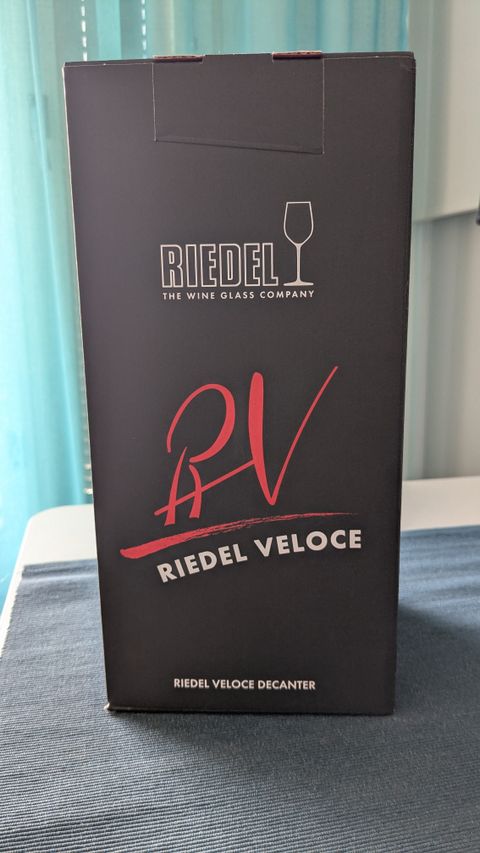 RIEDEL
THE WINE GLASS COMPANY
RV
RIEDEL VELOCE
RIEDEL VELOCE DECANTER